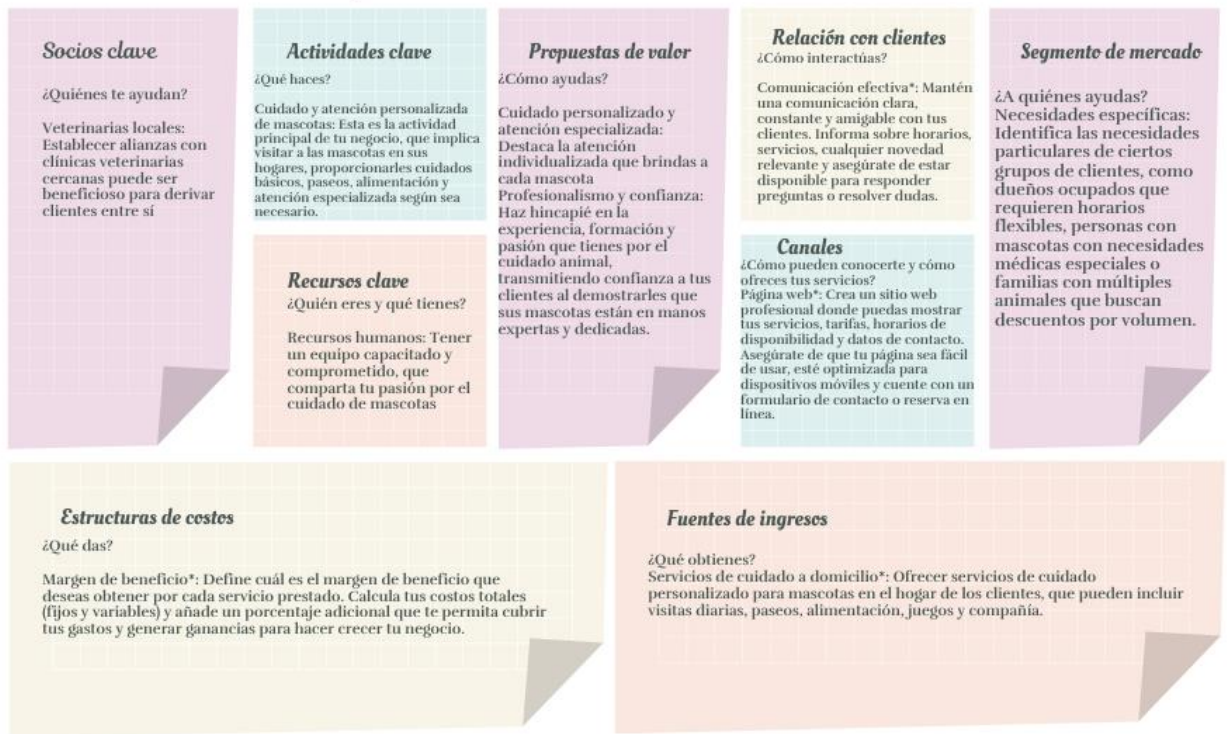 Socios clave
¿Quiénes te ayudan?
Veterinarias locales:
Establecer alianzas con
clínicas veterinarias
cercanas puede ser
beneficioso para derivar
clientes entre sí
Actividades clave
¿Qué haces?
Cuidado y atención personalizada
de mascotas: Esta es la actividad
principal de tu negocio, que implica
visitar a las mascotas en sus
hogares, proporcionarles cuidados
básicos, paseos, alimentación y
atención especializada según sea
necesario.
Recursos clave
¿Quién eres y qué tienes?
Recursos humanos: Tener
un equipo capacitado y
comprometido, que
comparta tu pasión por el
cuidado de mascotas
Propuestas de valor
¿Cómo ayudas?
Cuidado personalizado y
atención especializada:
Destaca la atención
individualizada que brindas a
cada mascota
Profesionalismo y confianza:
Haz hincapié en la
experiencia, formación y
pasión que tienes por el
cuidado animal,
transmitiendo confianza a tus
clientes al demostrarles que
sus mascotas están en manos
expertas y dedicadas.
Relación con clientes
¿Cómo interactúas?
Comunicación efectiva*: Mantén
una comunicación clara,
constante y amigable con tus
clientes. Informa sobre horarios,
servicios, cualquier novedad
relevante y asegúrate de estar
disponible para responder
preguntas o resolver dudas.
Canales
¿Cómo pueden conocerte y cómo
ofreces tus servicios?
Página web*: Crea un sitio web
profesional donde puedas mostrar
tus servicios, tarifas, horarios de
disponibilidad y datos de contacto.
Asegúrate de que tu página sea fácil
de usar, esté optimizada para
dispositivos móviles y cuente con un
formulario de contacto o reserva en
línea.
Segmento de mercado
¿A quiénes ayudas?
Necesidades específicas:
Identifica las necesidades
particulares de ciertos
grupos de clientes, como
dueños ocupados que
requieren horarios
flexibles, personas con
mascotas con necesidades
médicas especiales o
familias con múltiples
animales que buscan
descuentos por volumen.
Estructuras de costos
¿Qué das?
Margen de beneficio*: Define cuál es el margen de beneficio que
deseas obtener por cada servicio prestado. Calcula tus costos totales
(fijos y variables) y añade un porcentaje adicional que te permita cubrir
tus gastos y generar ganancias para hacer crecer tu negocio.
Fuentes de ingresos
¿Qué obtienes?
Servicios de cuidado a domicilio*: Ofrecer servicios de cuidado
personalizado para mascotas en el hogar de los clientes, que pueden incluir
visitas diarias, paseos, alimentación, juegos y compañía.